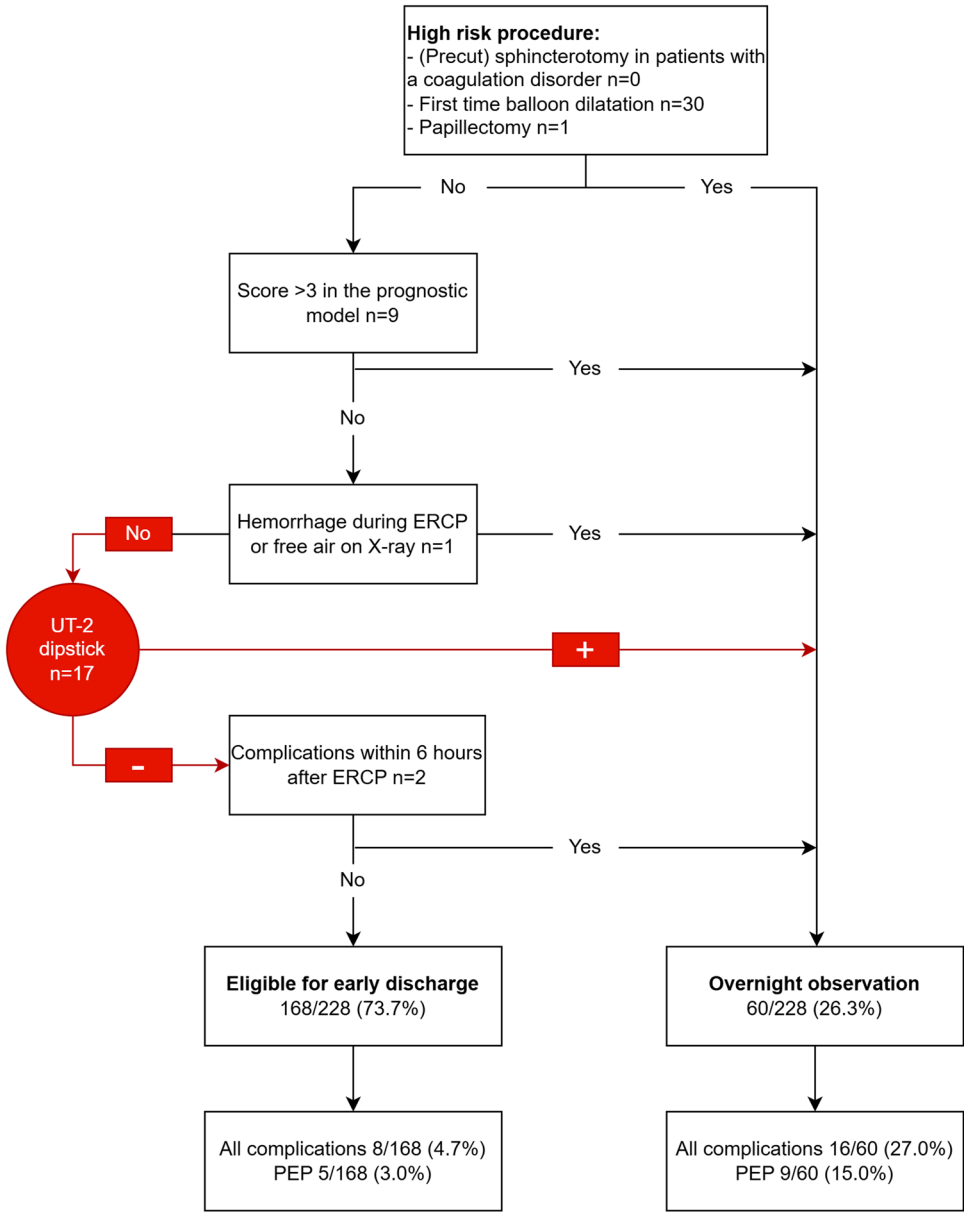 High risk procedure:
- (Precut) sphincterotomy in patients with
a coagulation disorder n=0
- First time balloon dilatation n=30
- Papillectomy n=1
No
Yes
Score >3 in the prognostic
model n=9
Yes
No
Hemorrhage during ERCP
or free air on X-ray n=1
No
Yes
UT-2
dipstick
n=17
+
-
Complications within 6 hours
after ERCP n=2
Yes
No
Eligible for early discharge
168/228 (73.7%)
Overnight observation
60/228 (26.3%)
All complications 8/168 (4.7%)
PEP 5/168 (3.0%)
All complications 16/60 (27.0%)
PEP 9/60 (15.0%)